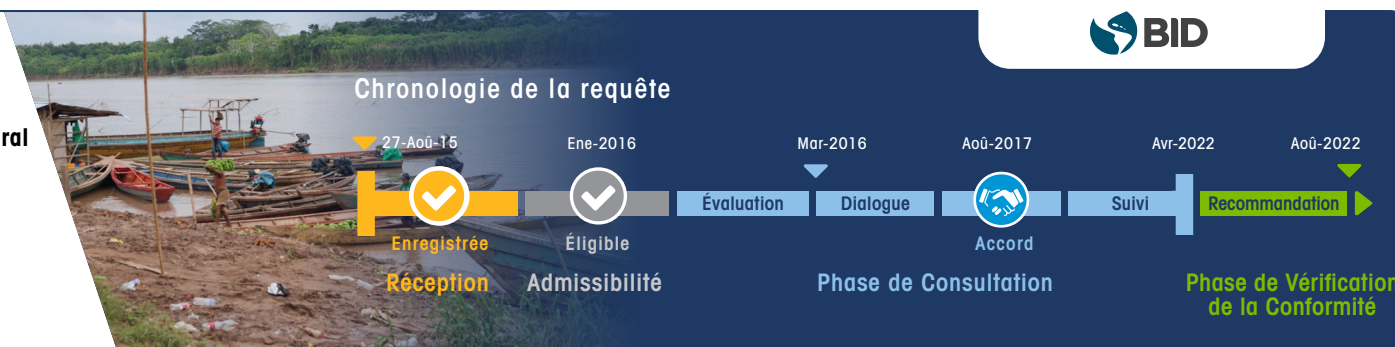 BID
Chronologie de la requête
ral
27-Aoû-15
Ene-2016
Mar-2016
Aoû-2017
Avr-2022
Aoû-2022
Évaluation
Dialogue
Suivi
Recommandation
Enregistrée
Éligible
Accord
Réception
Admissibilité
Phase de Consultation
Phase de Vérification
de la Conformité